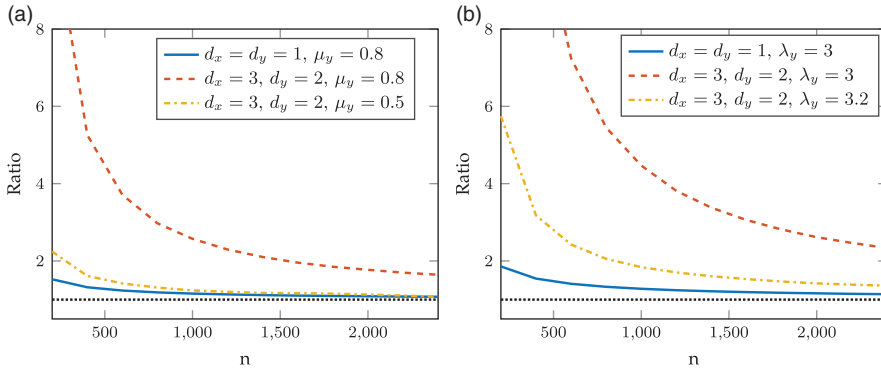 (a)
8
6
4
2
Ratio
500
1,000
1,500
2,000
n
d_x = d_y = 1, μ_y = 0.8
d_x = 3, d_y = 2, μ_y = 0.8
d_x = 3, d_y = 2, μ_y = 0.5
(b)
8
6
4
2
Ratio
500
1,000
1,500
2,000
n
d_x = d_y = 1, λ_y = 3
d_x = 3, d_y = 2, λ_y = 3
d_x = 3, d_y = 2, λ_y = 3.2